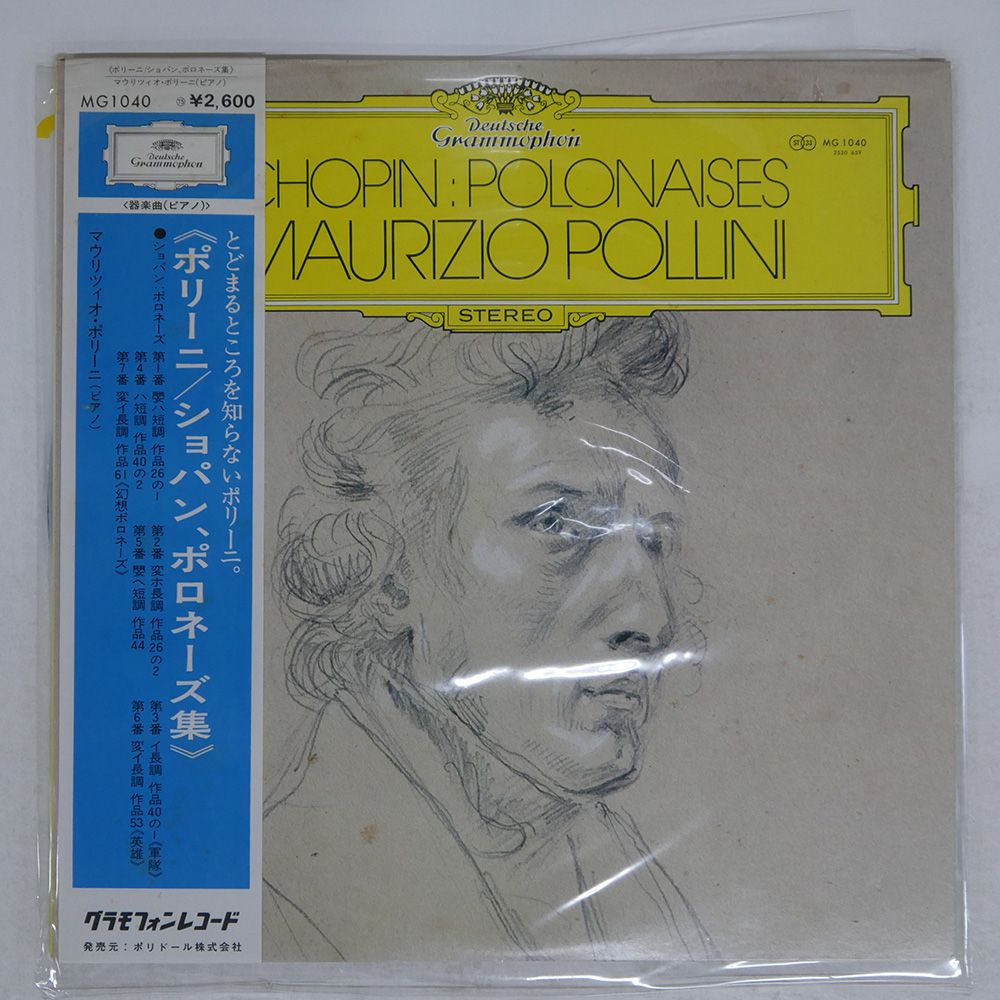 《ポリーニ/ショパン、ポロネーズ集》
マウリツィオ・ポリーニ(ピアノ)
MG1040 ⑮ ¥2,600
Deutsche
Grammophon
〈器楽曲(ピアノ)〉
とどまるところを知らないポリーニ。
《ポリーニ/ショパン、ポロネーズ集》
●ショパン:ポロネーズ
第1番 嬰ハ短調 作品26の1
第2番 変ホ長調 作品26の2
第3番 イ長調 作品40の1《軍隊》
第4番 ハ短調 作品40の2
第5番 嬰ヘ短調 作品44
第6番 変イ長調 作品53《英雄》
第7番 変イ長調 作品61《幻想ポロネーズ》
マウリツィオ・ポリーニ(ピアノ)
グラモフォンレコード
発売元:ポリドール株式会社
Deutsche
Grammophon
ST 33 MG 1040
2530 659
CHOPIN: POLONAISES
MAURIZIO POLLINI
STEREO